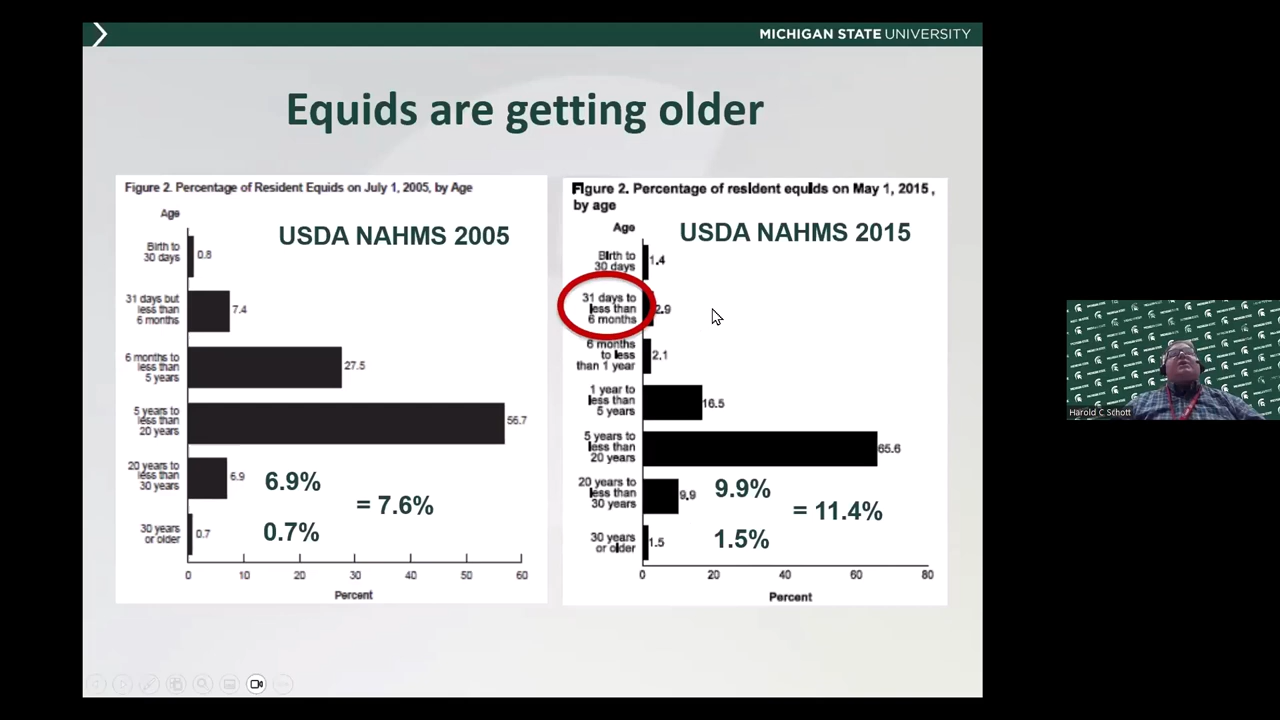 MICHIGAN STATE UNIVERSITY
Equids are getting older
Figure 2. Percentage of Resident Equids on July 1, 2005, by Age
Age
USDA NAHMS 2005
Birth to
30 days
0.8
31 days but
less than
6 months
7.4
6 months to
less than
5 years
27.5
5 years to
less than
20 years
56.7
20 years to
less than
30 years
6.9
6.9%
= 7.6%
30 years
or older
0.7
0.7%
0 10 20 30 40 50 60
Percent
Figure 2. Percentage of resident equids on May 1, 2015,
by age
Age
USDA NAHMS 2015
Birth to
30 days
1.4
31 days to
less than
6 months
2.9
6 months
to less
than 1 year
2.1
1 year to
less than
5 years
16.5
5 years to
less than
20 years
65.6
20 years to
less than
30 years
9.9
9.9%
= 11.4%
30 years
or older
1.5
1.5%
0 20 40 60 80
Percent
Harold C Schott